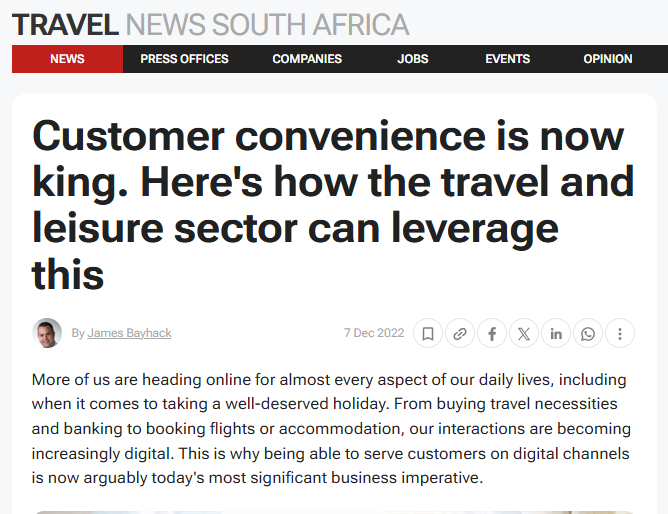 TRAVEL NEWS SOUTH AFRICA
NEWS PRESS OFFICES COMPANIES JOBS EVENTS OPINION
Customer convenience is now
king. Here's how the travel and
leisure sector can leverage
this
By James Bayhack 7 Dec 2022
More of us are heading online for almost every aspect of our daily lives, including
when it comes to taking a well-deserved holiday. From buying travel necessities
and banking to booking flights or accommodation, our interactions are becoming
increasingly digital. This is why being able to serve customers on digital channels
is now arguably today's most significant business imperative.